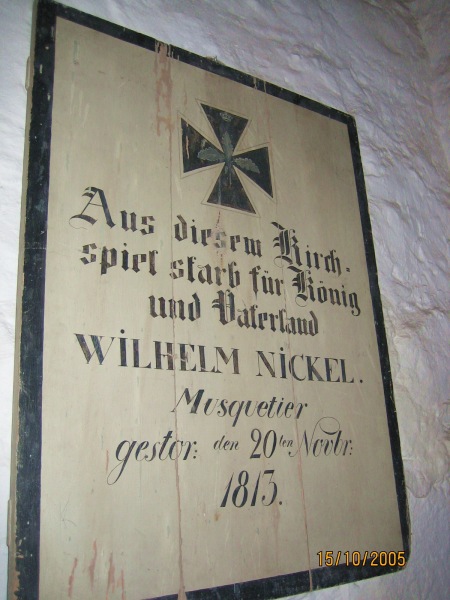 Aus diesem Kirch-
spiel starb für König
und Vaterland
WILHELM NICKEL.
Musquetier
gestor: den 20ten Novbr:
1813.
15/10/2005